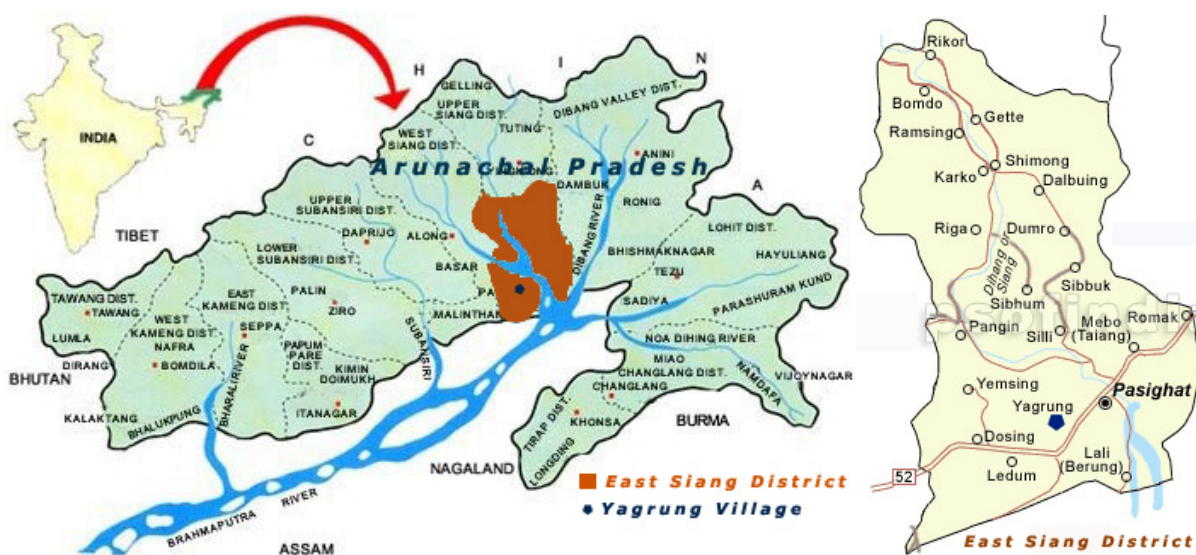 INDIA
H
I
N
C
A
TIBET
BHUTAN
NAGALAND
BURMA
ASSAM
Arunachal Pradesh
GELLING
UPPER
SIANG DIST.
TUTING
DIBANG VALLEY DIST.
WEST
SIANG DIST.
ANINI
DAMBUK
RONIG
UPPER
SUBANSIRI DIST.
DAPRIJO
ALONG
BASAR
LOHIT DIST.
HAYULIANG
BHISHMAKNAGAR
TEZU
PARASHURAM KUND
SADIYA
DIBANG RIVER
LOWER
SUBANSIRI DIST.
PALIN
ZIRO
PA
MALINTHAN
SUBANSIRI
TAWANG DIST.
TAWANG
LUMLA
DIRANG
WEST
KAMENG DIST.
NAFRA
BOMDILA
EAST
KAMENG DIST.
SEPPA
PAPUM
PARE
DIST.
KIMIN
DOIMUKH
ITANAGAR
KALAKTANG
BHALUKPUNG
BHARALI RIVER
NOA DIHING RIVER
MIAO
CHANGLANG DIST.
CHANGLANG
NAMDAFA
VIJOYNAGAR
TIRAP DIST.
KHONSA
LONGDING
BRAHMAPUTRA RIVER
East Siang District
Yagrung Village
Rikor
Bomdo
Gette
Ramsing
Shimong
Karko
Dalbuing
Riga
Dumro
Dihang or
Siang
Sibbuk
Sibhum
Pangin
Silli
Mebo
(Taiang)
Romak
Yemsing
Yagrung
Pasighat
Dosing
Ledum
Lali
(Berung)
52
East Siang District